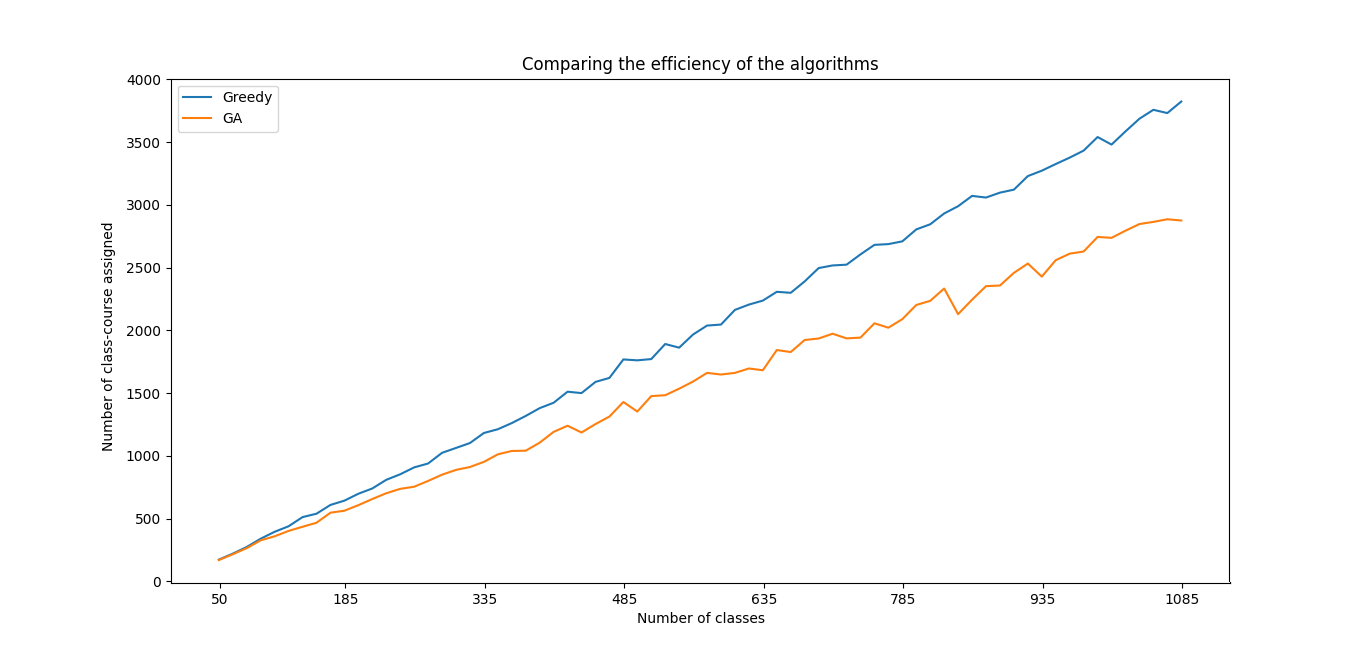 Comparing the efficiency of the algorithms
Greedy
GA
4000
3500
3000
2500
2000
1500
1000
500
0
Number of class-course assigned
50 185 335 485 635 785 935 1085
Number of classes